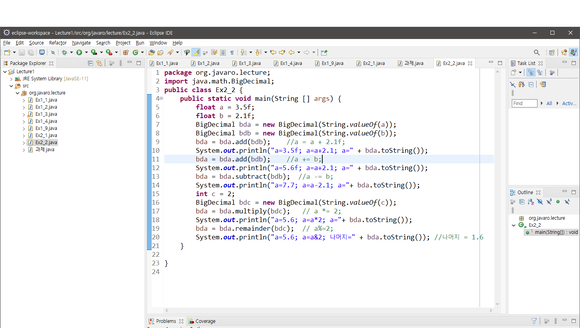 eclipse-workspace - Lecture1/src/org/javaro/lecture/Ex2_2.java - Eclipse IDE
File Edit Source Refactor Navigate Search Project Run Window Help
Package Explorer
Lecture1
JRE System Library [JavaSE-11]
src
org.javaro.lecture
Ex1_1.java
Ex1_2.java
Ex1_3.java
Ex1_4.java
Ex1_9.java
Ex2_1.java
Ex2_2.java
과제.java
Ex1_1.java Ex1_2.java Ex1_3.java Ex1_4.java Ex1_9.java Ex2_1.java 과제.java Ex2_2.java
1 package org.javaro.lecture;
2 import java.math.BigDecimal;
3 public class Ex2_2 {
4 public static void main(String [] args) {
5 float a = 3.5f;
6 float b = 2.1f;
7 BigDecimal bda = new BigDecimal(String.valueOf(a));
8 BigDecimal bdb = new BigDecimal(String.valueOf(b));
9 bda = bda.add(bdb); //a = a + 2.1f;
10 System.out.println("a=3.5f; a=a+2.1; a=" + bda.toString());
11 bda = bda.add(bdb); //a += b;
12 System.out.println("a=5.6f; a=a+2.1; a=" + bda.toString());
13 bda = bda.subtract(bdb); //a -= b;
14 System.out.println("a=7.7; a=a-2.1; a="+ bda.toString());
15 int c = 2;
16 BigDecimal bdc = new BigDecimal(String.valueOf(c));
17 bda = bda.multiply(bdc); // a *= 2;
18 System.out.println("a=5.6; a=a*2; a="+ bda.toString());
19 bda = bda.remainder(bdc); // a%=2;
20 System.out.println("a=5.6; a=a&2; 나머지=" + bda.toString()); //나머지 = 1.6
21 }
22
23 }
24
Task List
Find All Activ...
Outline
org.javaro.lecture
Ex2_2
main(String[]) : void
Problems Coverage